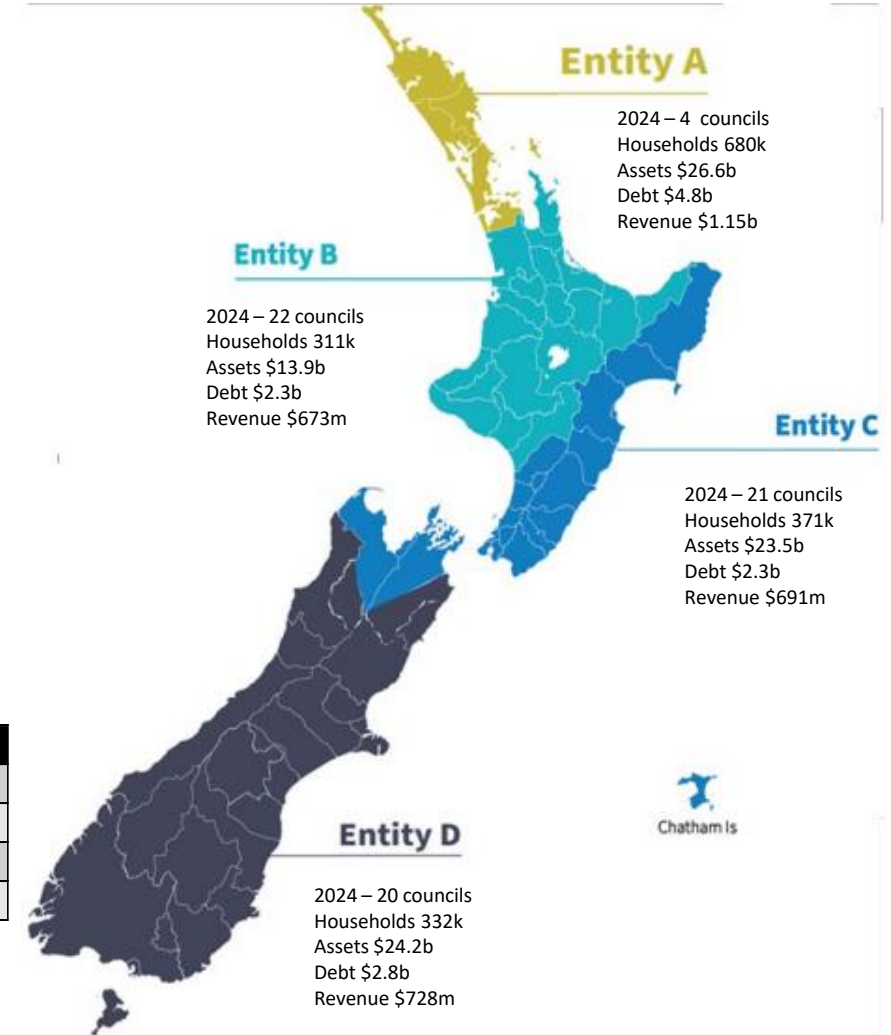 Entity A
2024 – 4 councils
Households 680k
Assets $26.6b
Debt $4.8b
Revenue $1.15b
Entity B
2024 – 22 councils
Households 311k
Assets $13.9b
Debt $2.3b
Revenue $673m
Entity C
2024 – 21 councils
Households 371k
Assets $23.5b
Debt $2.3b
Revenue $691m
Chatham Is
Entity D
2024 – 20 councils
Households 332k
Assets $24.2b
Debt $2.8b
Revenue $728m